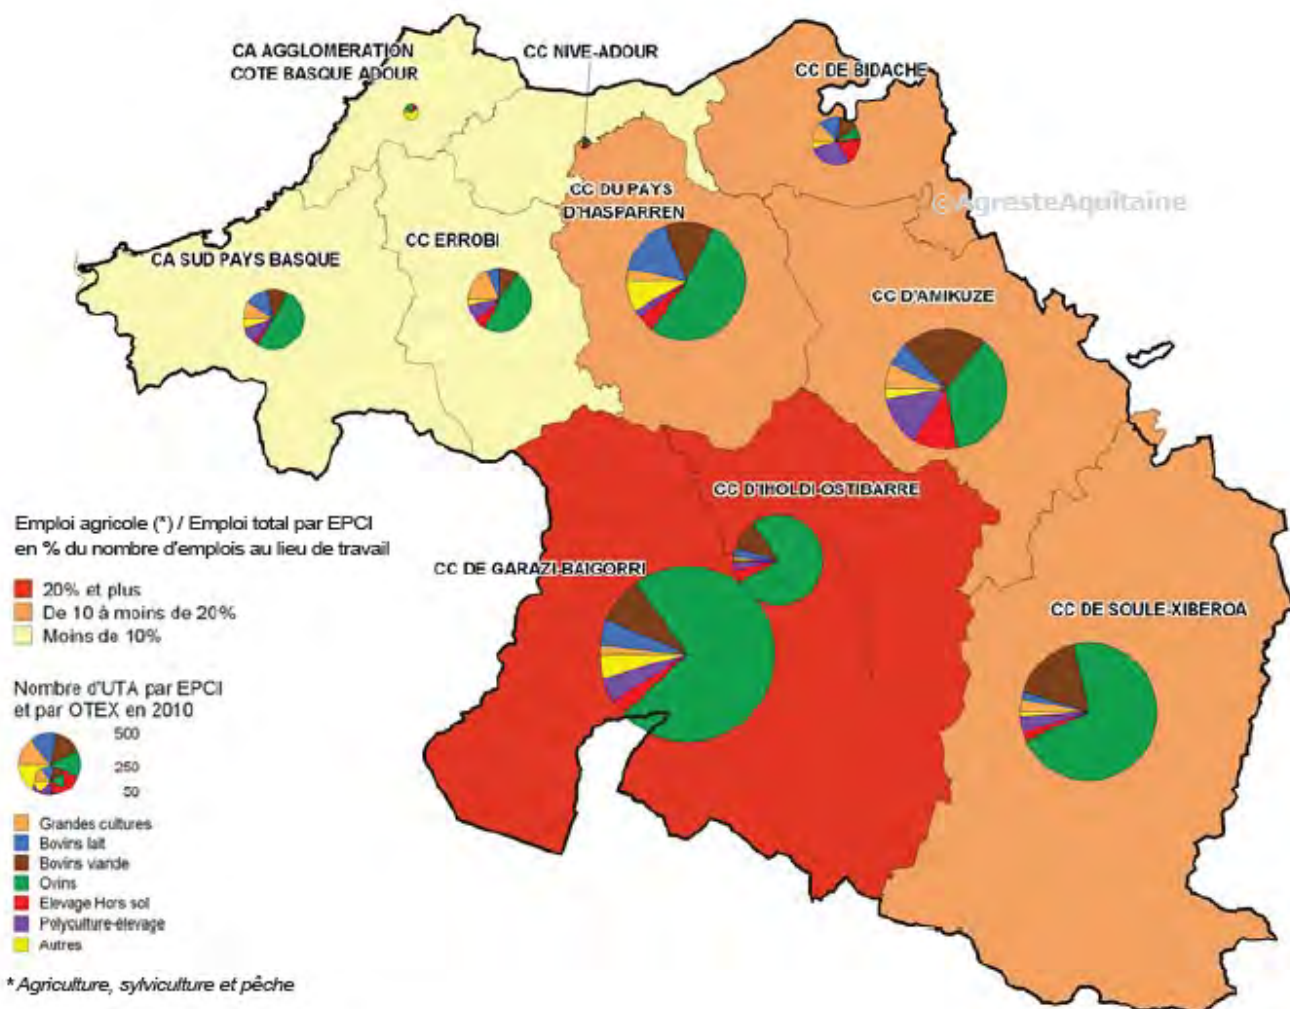 CA AGGLOMERATION
COTE BASQUE ADOUR
CC NIVE-ADOUR
CC DE BIDACHE
CC DU PAYS
D'HASPARREN
©AgresteAquitaine
CC ERROBI
CA SUD PAYS BASQUE
CC D'AMIKUZE
CC D'IHOLDI-OSTIBARRE
CC DE GARAZI-BAIGORRI
CC DE SOULE-XIBEROA
Emploi agricole (*) / Emploi total par EPCI
en % du nombre d'emplois au lieu de travail
20% et plus
De 10 à moins de 20%
Moins de 10%
Nombre d'UTA par EPCI
et par OTEX en 2010
500
250
50
Grandes cultures
Bovins lait
Bovins viande
Ovins
Elevage Hors sol
Polyculture-élevage
Autres
* Agriculture, sylviculture et pêche